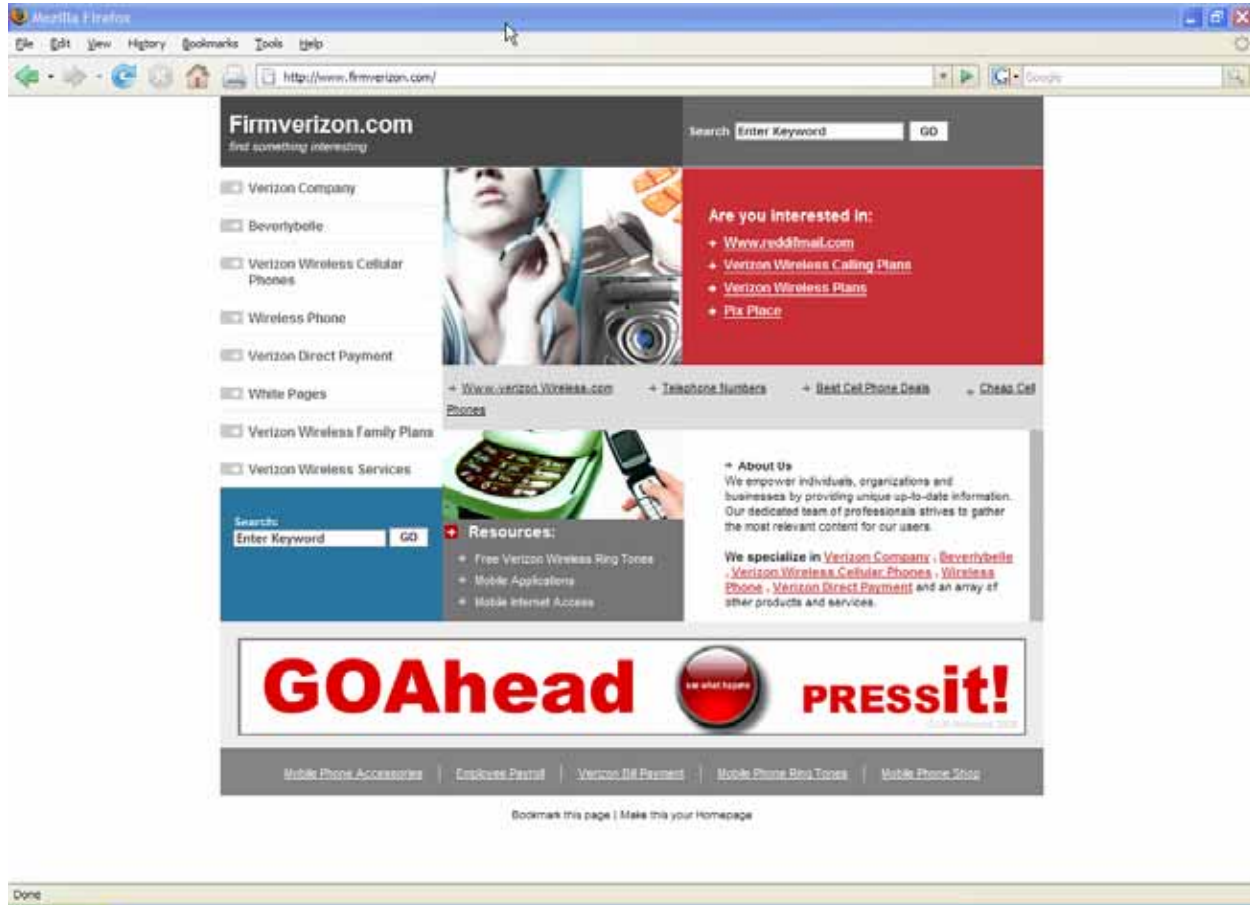 Mozilla Firefox
File Edit View History Bookmarks Tools Help
http://www.firmverizon.com/
Google
Firmverizon.com
find something interesting
Search Enter Keyword GO
Verizon Company
Beverlybelle
Verizon Wireless Cellular
Phones
Wireless Phone
Verizon Direct Payment
White Pages
Verizon Wireless Family Plans
Verizon Wireless Services
Search:
Enter Keyword GO
Are you interested in:
Www.reddifmail.com
Verizon Wireless Calling Plans
Verizon Wireless Plans
Pix Place
Www.verizon Wireless.com Telephone Numbers Best Cell Phone Deals Cheap Cell
Phones
Resources:
Free Verizon Wireless Ring Tones
Mobile Applications
Mobile Internet Access
About Us
We empower individuals, organizations and
businesses by providing unique up-to-date information.
Our dedicated team of professionals strives to gather
the most relevant content for our users.
We specialize in Verizon Company , Beverlybelle
, Verizon Wireless Cellular Phones , Wireless
Phone , Verizon Direct Payment and an array of
other products and services.
GOAhead see what happens PRESSit!
Mobile Phone Accessories | Employee Payroll | Verizon Bill Payment | Mobile Phone Ring Tones | Mobile Phone Shop
Bookmark this page | Make this your Homepage
Done